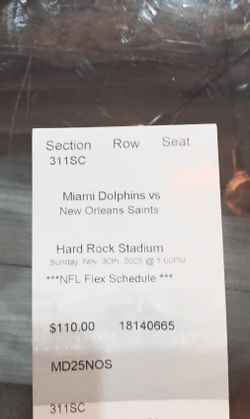 Section Row Seat
311SC
Miami Dolphins vs
New Orleans Saints
Hard Rock Stadium
Sunday, Nov. 30th, 2025 @ 1:00PM
***NFL Flex Schedule ***
$110.00 18140665
MD25NOS
311SC